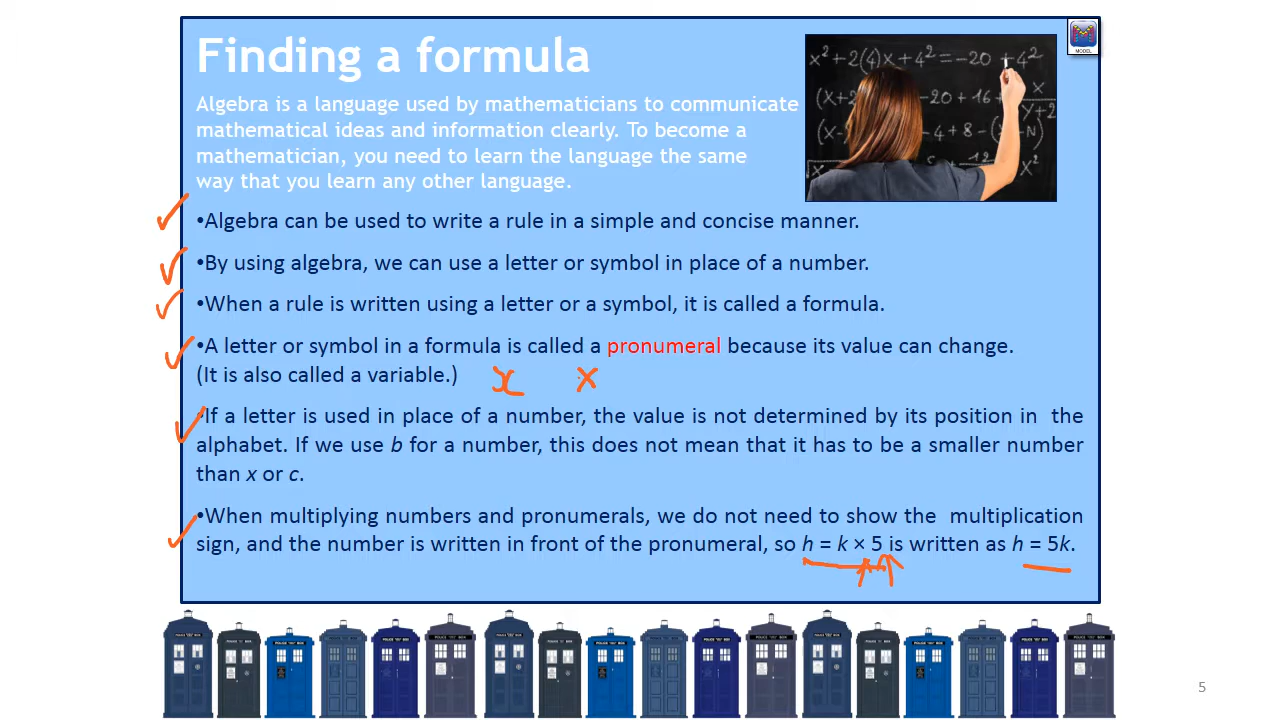 Finding a formula
MODEL
Algebra is a language used by mathematicians to communicate
mathematical ideas and information clearly. To become a
mathematician, you need to learn the language the same
way that you learn any other language.
x² + 2(4)x + 4² = -20 + 4²
•Algebra can be used to write a rule in a simple and concise manner.
•By using algebra, we can use a letter or symbol in place of a number.
•When a rule is written using a letter or a symbol, it is called a formula.
•A letter or symbol in a formula is called a pronumeral because its value can change.
(It is also called a variable.)
x x
•If a letter is used in place of a number, the value is not determined by its position in the
alphabet. If we use b for a number, this does not mean that it has to be a smaller number
than x or c.
•When multiplying numbers and pronumerals, we do not need to show the multiplication
sign, and the number is written in front of the pronumeral, so h = k × 5 is written as h = 5k.
5